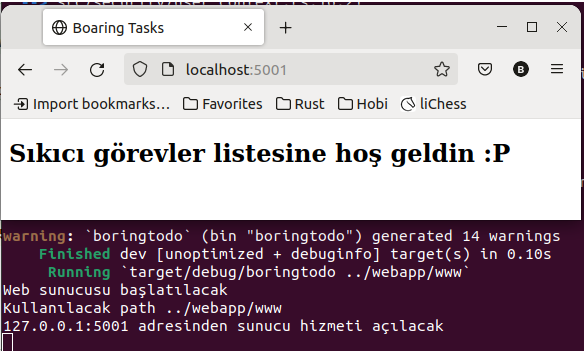 Boaring Tasks
localhost:5001
B
Import bookmarks… Favorites Rust Hobi liChess
Sıkıcı görevler listesine hoş geldin :P
warning: `boringtodo` (bin "boringtodo") generated 14 warnings
Finished dev [unoptimized + debuginfo] target(s) in 0.10s
Running `target/debug/boringtodo ../webapp/www`
Web sunucusu başlatılacak
Kullanılacak path ../webapp/www
127.0.0.1:5001 adresinden sunucu hizmeti açılacak